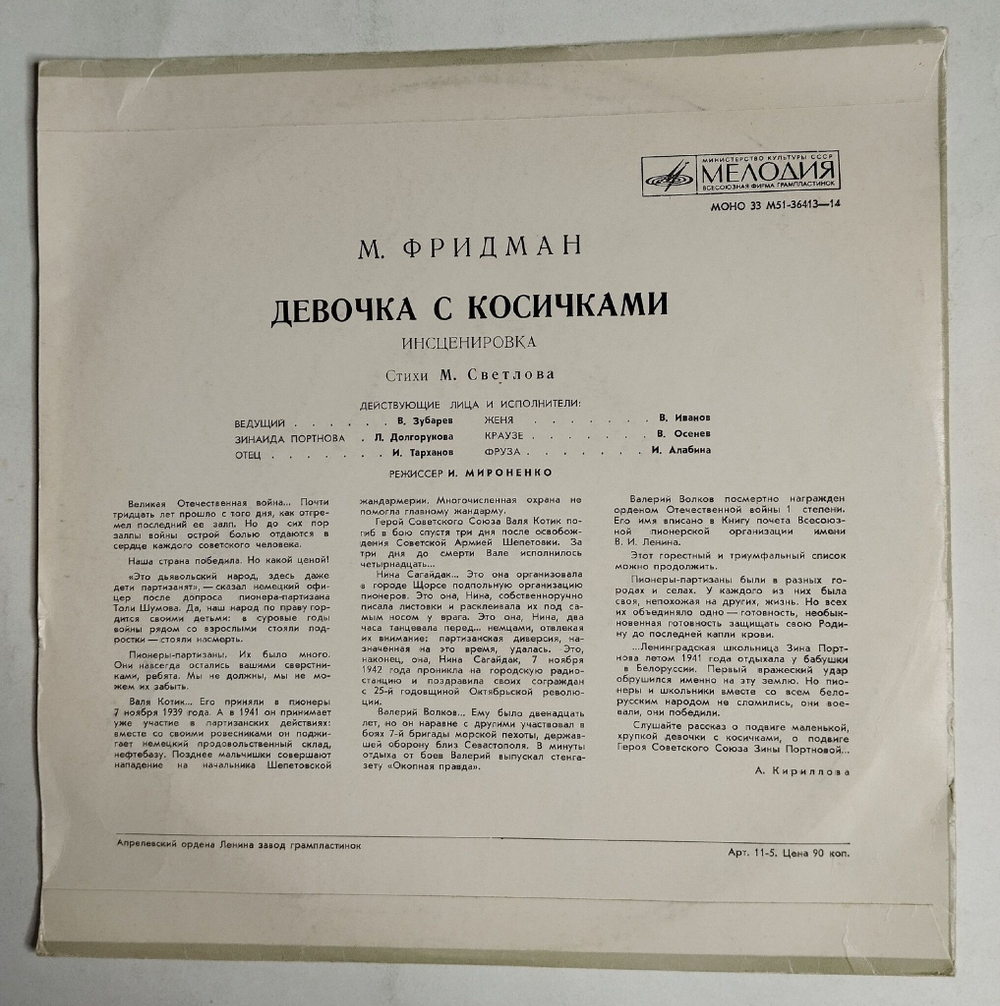 МИНИСТЕРСТВО КУЛЬТУРЫ СССР
МЕЛОДИЯ
ВСЕСОЮЗНАЯ ФИРМА ГРАМПЛАСТИНОК
МОНО 33 М51-36413—14
М. ФРИДМАН
ДЕВОЧКА С КОСИЧКАМИ
ИНСЦЕНИРОВКА
Стихи М. Светлова
ДЕЙСТВУЮЩИЕ ЛИЦА И ИСПОЛНИТЕЛИ:
ВЕДУЩИЙ . . . . . . В. Зубарев
ЗИНАИДА ПОРТНОВА . Л. Долгорукова
ОТЕЦ . . . . . . . И. Тарханов
ЖЕНЯ . . . . . . . В. Иванов
КРАУЗЕ . . . . . . . В. Осенев
ФРУЗА . . . . . . . И. Алабина
РЕЖИССЕР И. МИРОНЕНКО
Великая Отечественная война... Почти
тридцать лет прошло с того дня, как отгре-
мел последний ее залп. Но до сих пор
залпы войны острой болью отдаются в
сердце каждого советского человека.
Наша страна победила. Но какой ценой!
«Это дьявольский народ, здесь даже
дети партизанят», — сказал немецкий офи-
цер после допроса пионера-партизана
Толи Шумова. Да, наш народ по праву гор-
дится своими детьми: в суровые годы
войны рядом со взрослыми стояли под-
ростки — стояли насмерть.
Пионеры-партизаны. Их было много.
Они навсегда остались вашими сверстни-
ками, ребята. Мы не должны, мы не мо-
жем их забыть.
Валя Котик... Его приняли в пионеры
7 ноября 1939 года. А в 1941 он принимает
уже участие в партизанских действиях:
вместе со своими ровесниками он поджи-
гает немецкий продовольственный склад,
нефтебазу. Позднее мальчишки совершают
нападение на начальника Шепетовской
жандармерии. Многочисленная охрана не
помогла главному жандарму.
Герой Советского Союза Валя Котик по-
гиб в бою спустя три дня после освобож-
дения Советской Армией Шепетовки. За
три дня до смерти Вале исполнилось
четырнадцать...
Нина Сагайдак... Это она организовала
в городе Щорсе подпольную организацию
пионеров. Это она, Нина, собственноручно
писала листовки и расклеивала их под са-
мым носом у врага. Это она, Нина, два
часа танцевала перед... немцами, отвлекая
их внимание: партизанская диверсия, на-
значенная на это время, удалась. Это,
наконец, она, Нина Сагайдак, 7 ноября
1942 года проникла на городскую радио-
станцию и поздравила своих сограждан
с 25-й годовщиной Октябрьской револю-
ции.
Валерий Волков... Ему было двенадцать
лет, но он наравне с другими участвовал в
боях 7-й бригады морской пехоты, державшей
шей оборону близ Севастополя. В минуты
отдыха от боев Валерий выпускал стенга-
зету «Окопная правда».
Валерий Волков посмертно награжден
орденом Отечественной войны 1 степени.
Его имя вписано в Книгу почета Всесоюз-
ной пионерской организации имени
В. И. Ленина.
Этот горестный и триумфальный список
можно продолжить.
Пионеры-партизаны были в разных го-
родах и селах. У каждого из них была
своя, непохожая на других, жизнь. Но всех
их объединяло одно — готовность, необык-
новенная готовность защищать свою Роди-
ну до последней капли крови.
...Ленинградская школьница Зина Порт-
нова летом 1941 года отдыхала у бабушки
в Белоруссии. Первый вражеский удар
обрушился именно на эту землю. Но пио-
неры и школьники вместе со всем бело-
русским народом не сломились, они вое-
вали, они победили.
Слушайте рассказ о подвиге маленькой,
хрупкой девочки с косичками, о подвиге
Героя Советского Союза Зины Портновой...
А. Кириллова
Апрелевский ордена Ленина завод грампластинок
Арт. 11-5. Цена 90 коп.